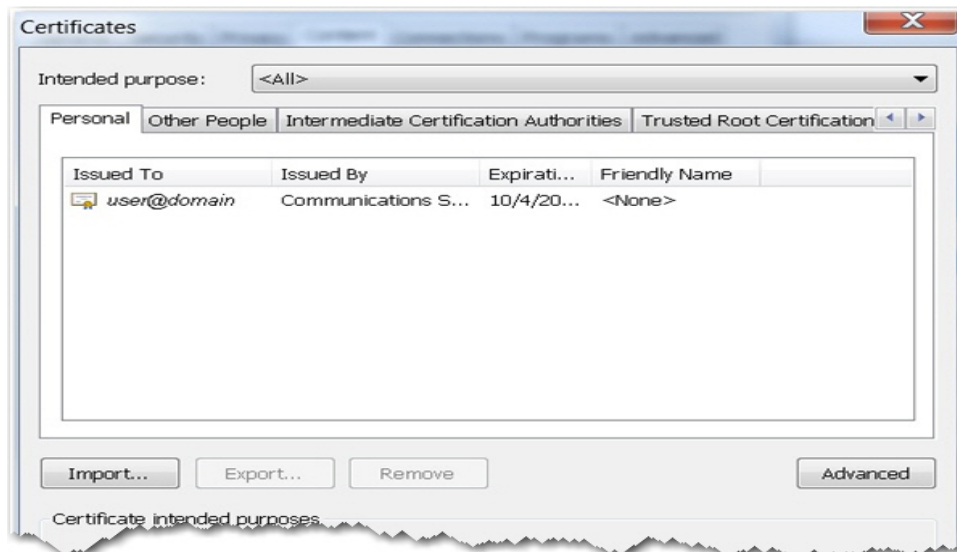 Certificates
Intended purpose: <All>
Personal Other People Intermediate Certification Authorities Trusted Root Certification
Issued To Issued By Expirati... Friendly Name
user@domain Communications S... 10/4/20... <None>
Import... Export... Remove Advanced
Certificate intended purposes